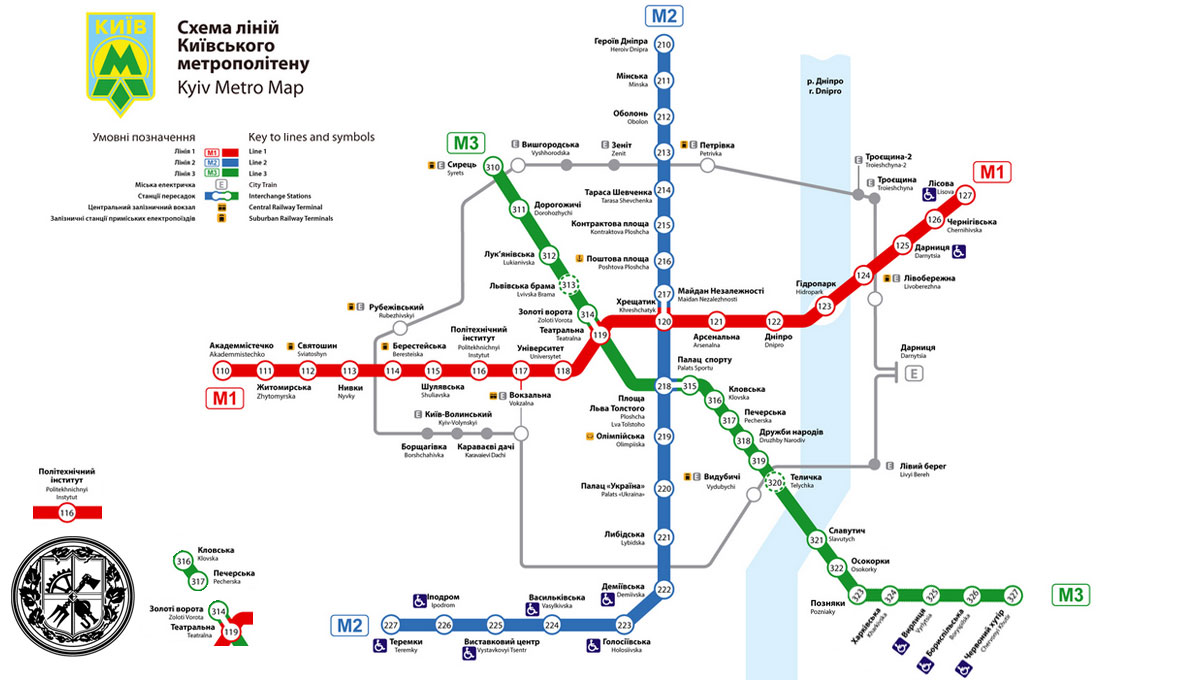 КИЇВ
Схема ліній
Київського
метрополітену
Kyiv Metro Map
Умовні позначення
Key to lines and symbols
Лінія 1 M1 Line 1
Лінія 2 M2 Line 2
Лінія 3 M3 Line 3
Міська електричка E City Train
Станції пересадок Interchange Stations
Центральний залізничний вокзал Central Railway Terminal
Залізничні станції приміських електропоїздів Suburban Railway Terminals
M2
Героїв Дніпра
Heroiv Dnipra
210
Мінська
Minska
211
Оболонь
Obolon
212
213
E Петрівка
Petrivka
Тараса Шевченка
Tarasa Shevchenka
214
Контрактова площа
Kontraktova Ploshcha
215
Поштова площа
Poshtova Ploshcha
216
217
Майдан Незалежності
Maidan Nezalezhnosti
Хрещатик
Khreshchatyk
120
р. Дніпро
r. Dnipro
M3
E Сирець
Syrets
310
E Вишгородська
Vyshhorodska
E Зеніт
Zenit
311
Дорогожичі
Dorohozhychi
Лук'янівська
Lukianivska
312
Львівська брама
Lvivska Brama
313
Золоті ворота
Zoloti Vorota
314
Театральна
Teatralna
119
E Троєщина-2
Troieshchyna-2
E Троєщина
Troieshchyna
M1
Лісова
Lisova
127
126
Чернігівська
Chernihivska
125
Дарниця
Darnytsia
124
E Лівобережна
Livoberezhna
Гідропарк
Hidropark
123
121
Арсенальна
Arsenalna
122
Дніпро
Dnipro
Дарниця
Darnytsia
E
E Рубежівський
Rubezhivskyi
Академмістечко
Akademmistechko
110
111
Житомирська
Zhytomyrska
Святошин
Sviatoshyn
112
113
Нивки
Nyvky
Берестейська
Beresteiska
114
115
Шулявська
Shuliavska
Політехнічний
інститут
Politekhnichnyi
Instytut
116
Університет
Universytet
117
118
M1
E Вокзальна
Vokzalna
E Київ-Волинський
Kyiv-Volynskyi
Борщагівка
Borshchahivka
Караваєві дачі
Karavaievi Dachi
Палац спорту
Palats Sportu
218
315
Площа
Льва Толстого
Ploshcha
Lva Tolstoho
316
Кловська
Klovska
317
Печерська
Pecherska
318
Дружби народів
Druzhby Narodiv
319
Олімпійська
Olimpiiska
219
E Видубичі
Vydubychi
320
Теличка
Telychka
E Лівий берег
Livyi Bereh
Палац «Україна»
Palats «Ukraina»
220
Либідська
Lybidska
221
Деміївська
Demiivska
222
Славутич
Slavutych
321
Осокорки
Osokorky
322
Позняки
Pozniaky
323
324
325
326
327
M3
Харківська
Kharkivska
Вирлиця
Vyrlytsia
Бориспільська
Boryspilska
Червоний хутір
Chervonyi Khutir
M2
227
Теремки
Teremky
Іподром
Ipodrom
226
225
Виставковий центр
Vystavkovyi Tsentr
Васильківська
Vasylkivska
224
223
Голосіївська
Holosiivska
Політехнічний
інститут
Politekhnichnyi
Instytut
116
316
Кловська
Klovska
317
Печерська
Pecherska
Золоті ворота
Zoloti Vorota
314
Театральна
Teatralna
119